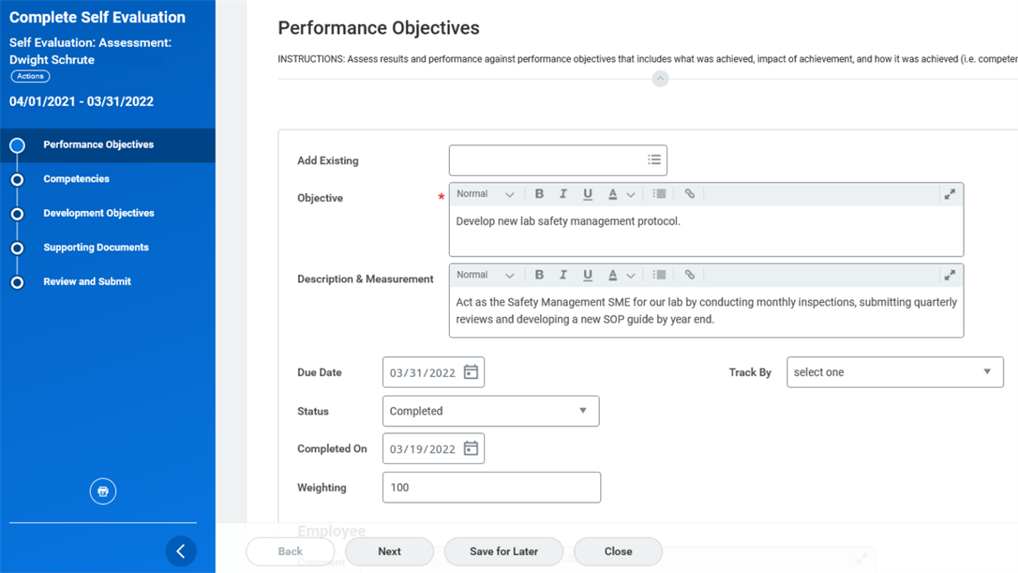 Complete Self Evaluation
Self Evaluation: Assessment:
Dwight Schrute
Actions
04/01/2021 - 03/31/2022
Performance Objectives
Competencies
Development Objectives
Supporting Documents
Review and Submit
Performance Objectives
INSTRUCTIONS: Assess results and performance against performance objectives that includes what was achieved, impact of achievement, and how it was achieved (i.e. competer
Add Existing
Objective
*
Normal B I U A
Develop new lab safety management protocol.
Description & Measurement
Normal B I U A
Act as the Safety Management SME for our lab by conducting monthly inspections, submitting quarterly
reviews and developing a new SOP guide by year end.
Due Date 03/31/2022
Track By select one
Status Completed
Completed On 03/19/2022
Weighting 100
Employee
Comment
Back Next Save for Later Close